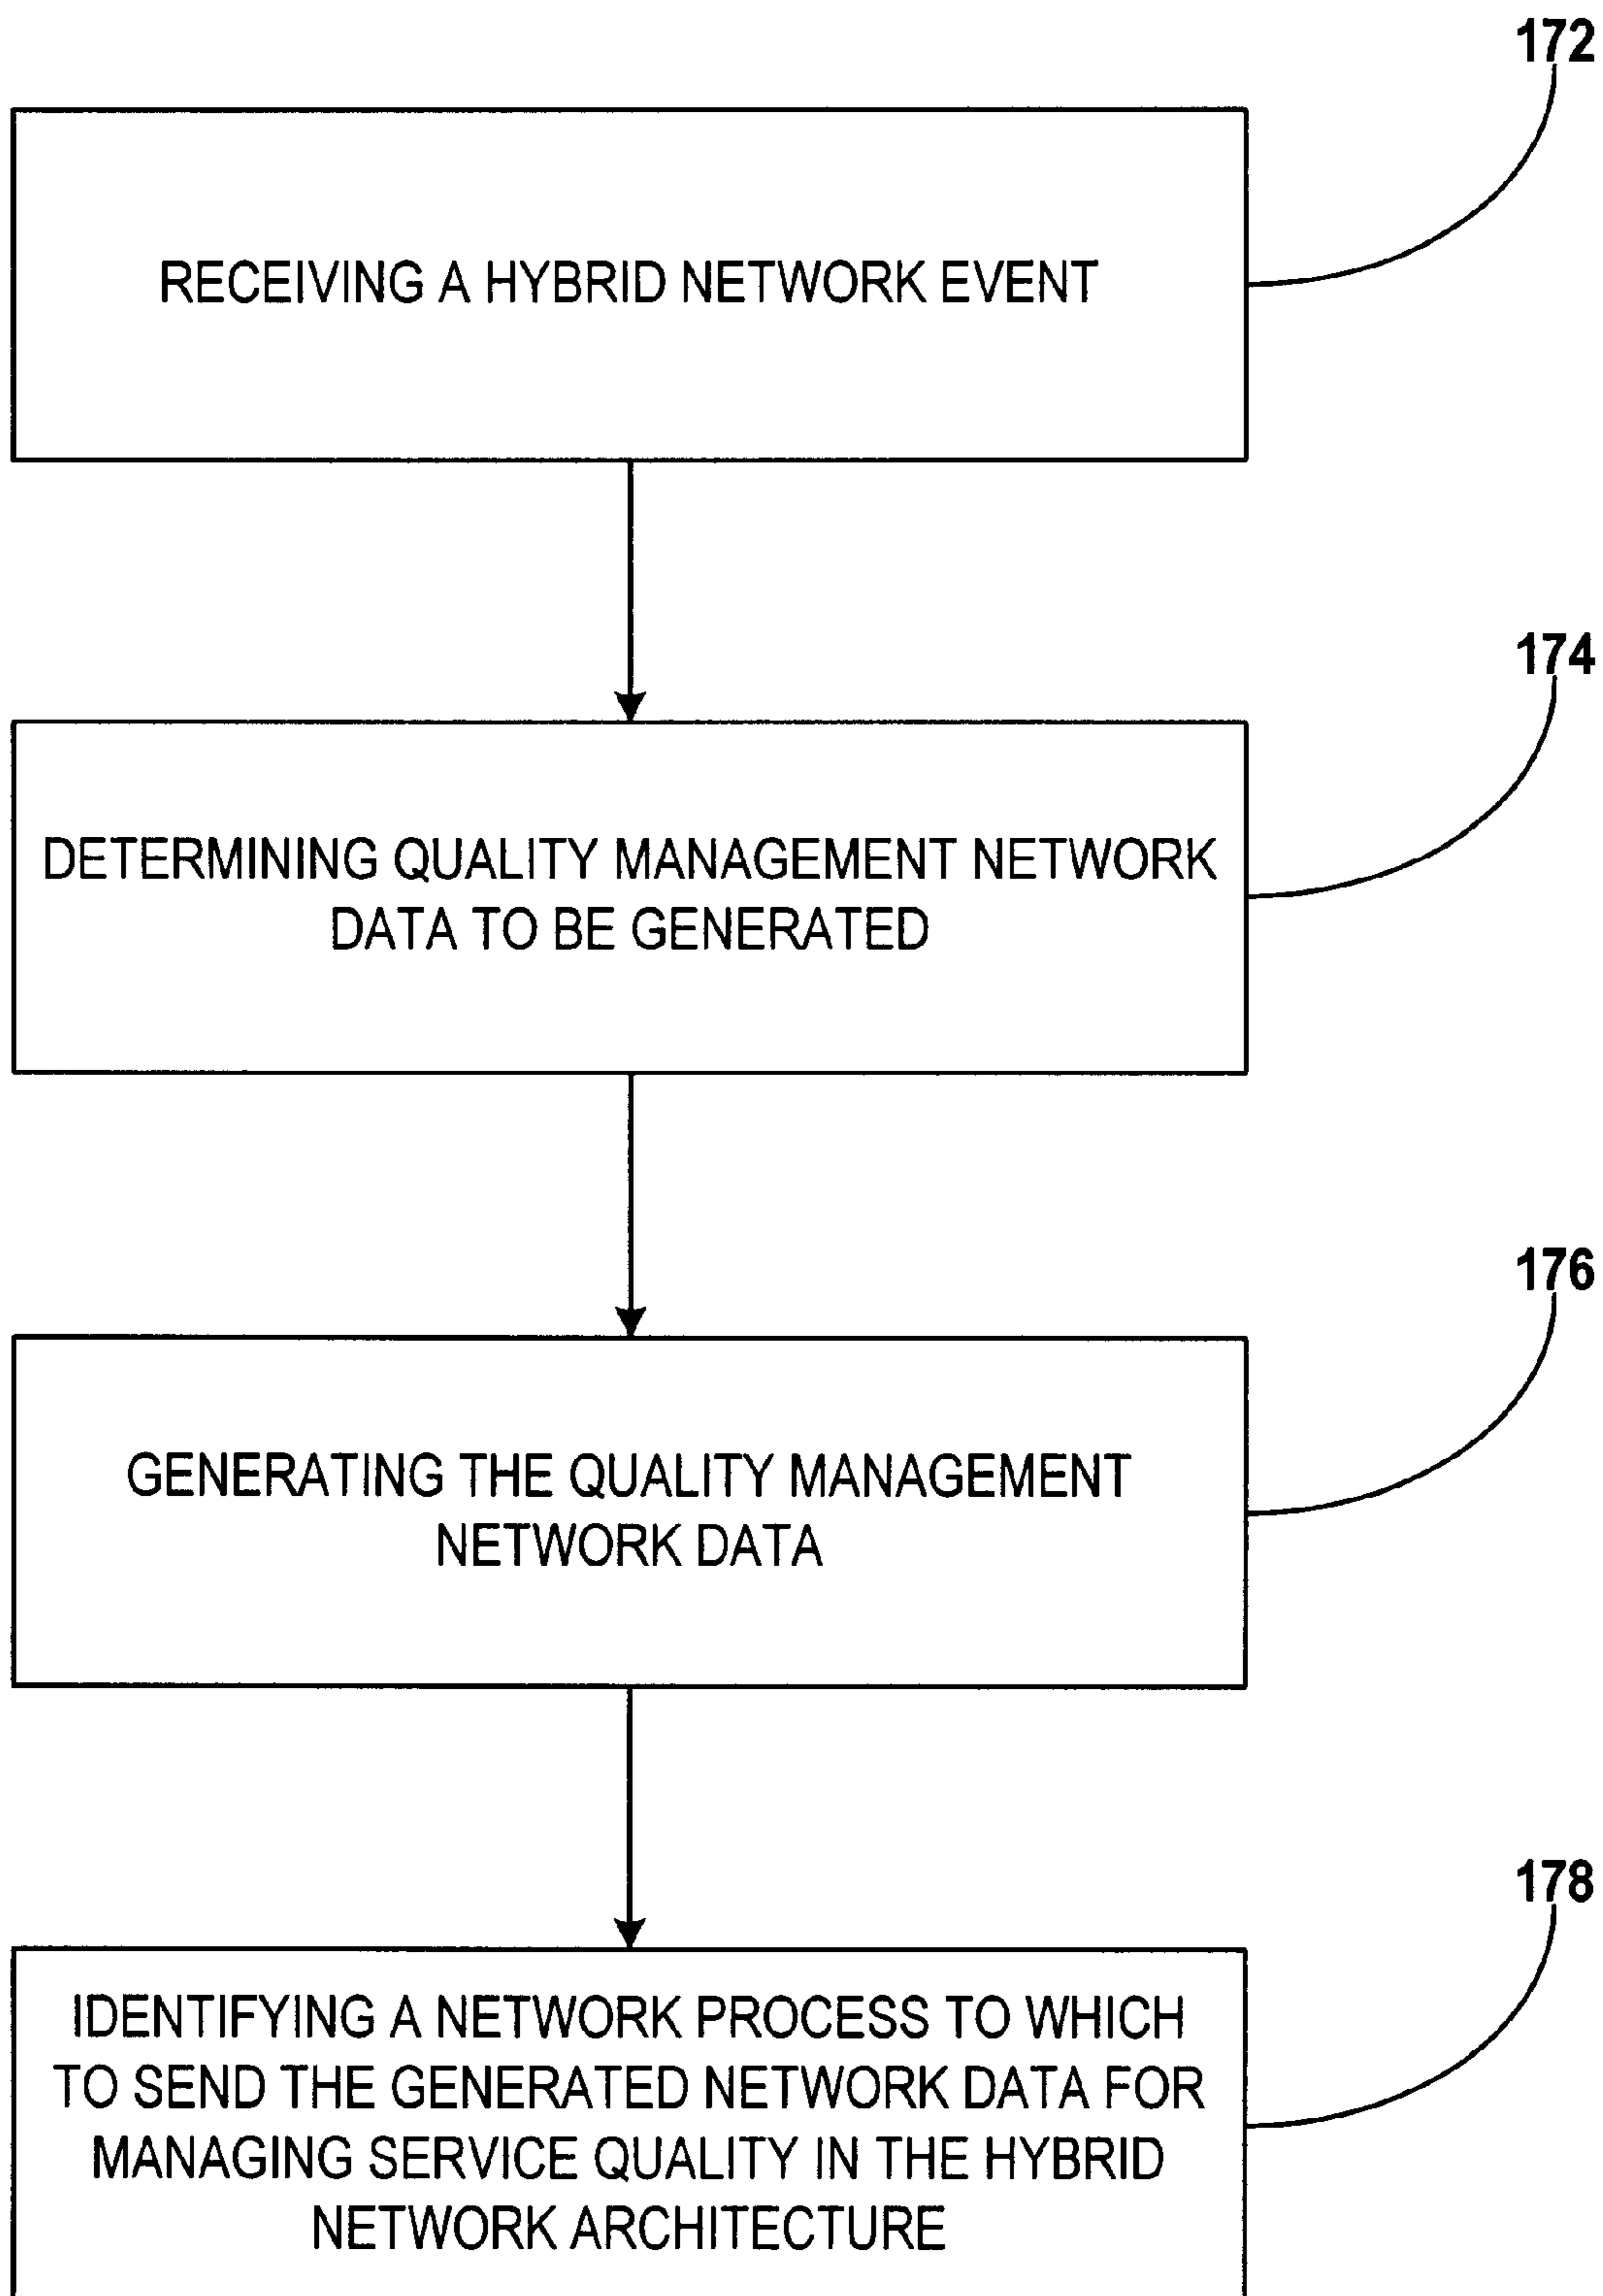 172
RECEIVING A HYBRID NETWORK EVENT
174
DETERMINING QUALITY MANAGEMENT NETWORK
DATA TO BE GENERATED
176
GENERATING THE QUALITY MANAGEMENT
NETWORK DATA
178
IDENTIFYING A NETWORK PROCESS TO WHICH
TO SEND THE GENERATED NETWORK DATA FOR
MANAGING SERVICE QUALITY IN THE HYBRID
NETWORK ARCHITECTURE